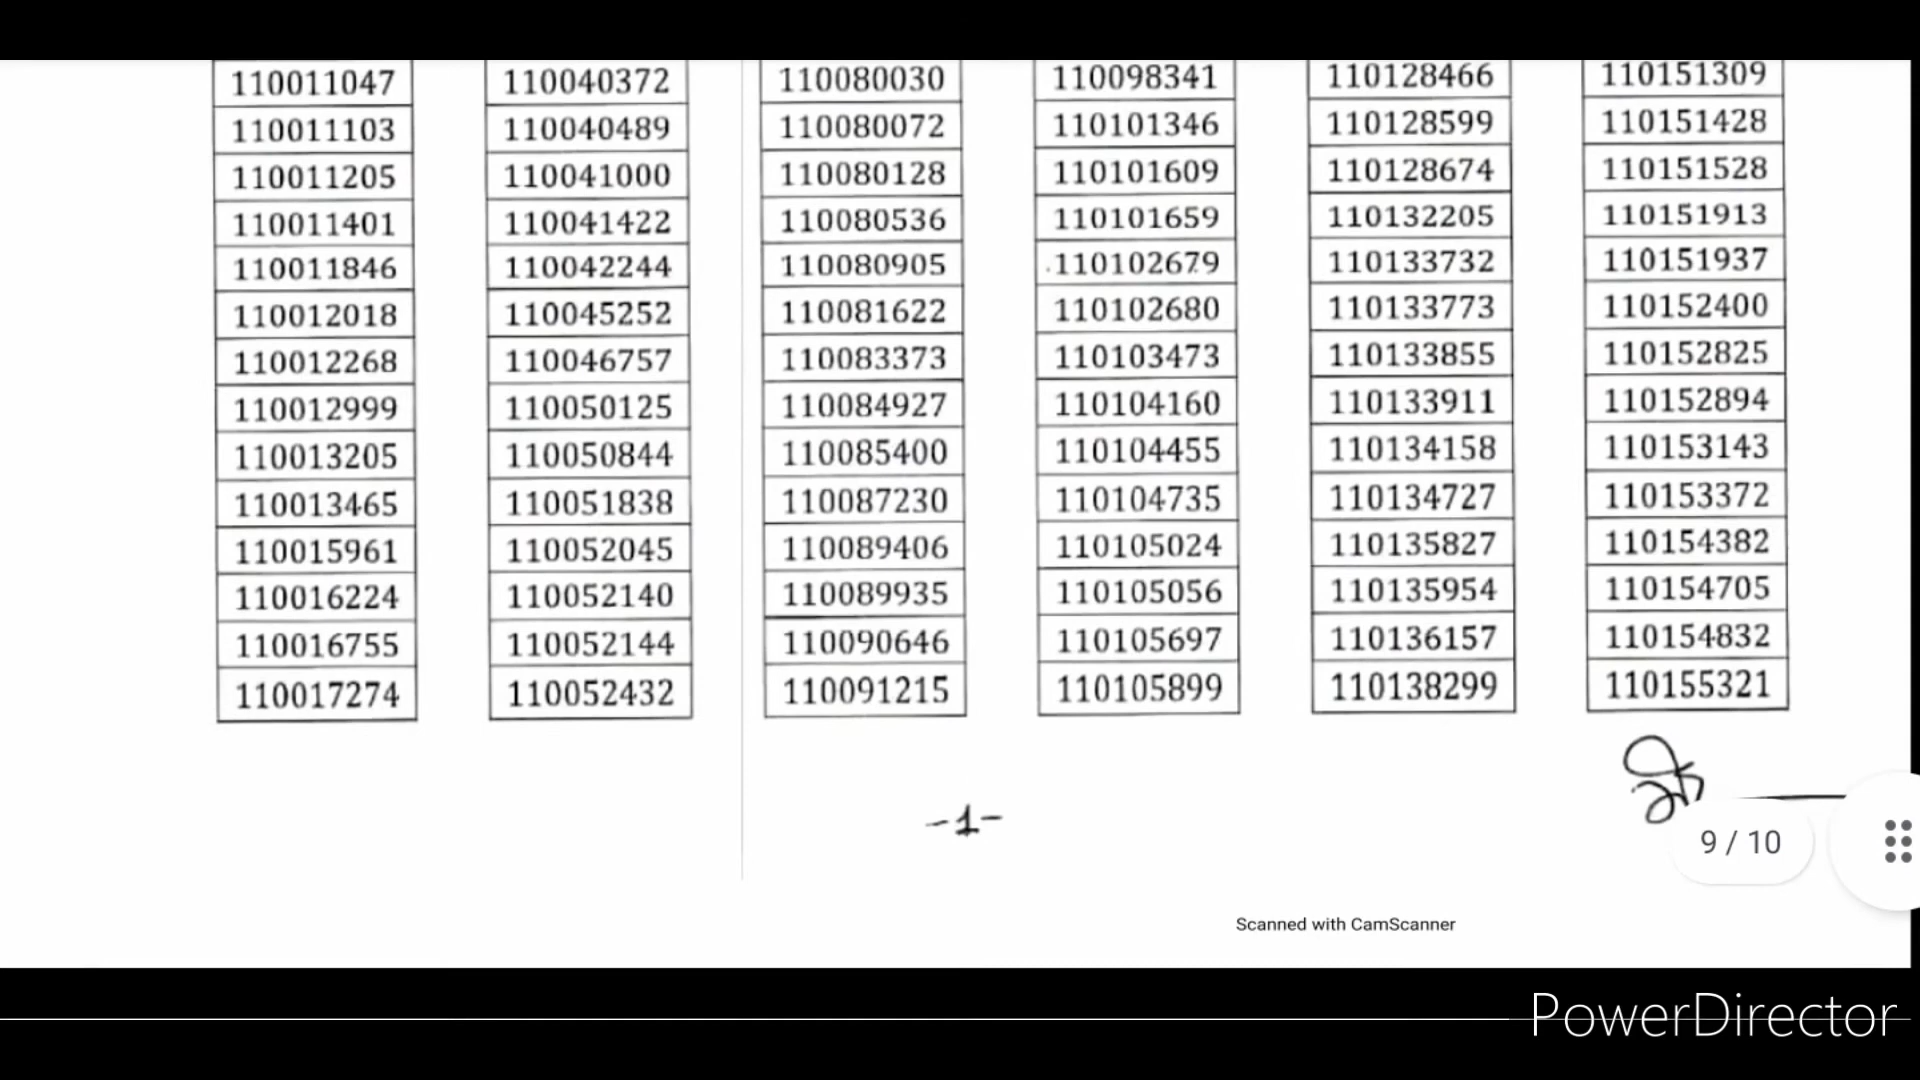 110011047 110040372 110080030 110098341 110128466 110151309
110011103 110040489 110080072 110101346 110128599 110151428
110011205 110041000 110080128 110101609 110128674 110151528
110011401 110041422 110080536 110101659 110132205 110151913
110011846 110042244 110080905 110102679 110133732 110151937
110012018 110045252 110081622 110102680 110133773 110152400
110012268 110046757 110083373 110103473 110133855 110152825
110012999 110050125 110084927 110104160 110133911 110152894
110013205 110050844 110085400 110104455 110134158 110153143
110013465 110051838 110087230 110104735 110134727 110153372
110015961 110052045 110089406 110105024 110135827 110154382
110016224 110052140 110089935 110105056 110135954 110154705
110016755 110052144 110090646 110105697 110136157 110154832
110017274 110052432 110091215 110105899 110138299 110155321
-1-
9 / 10
Scanned with CamScanner
PowerDirector